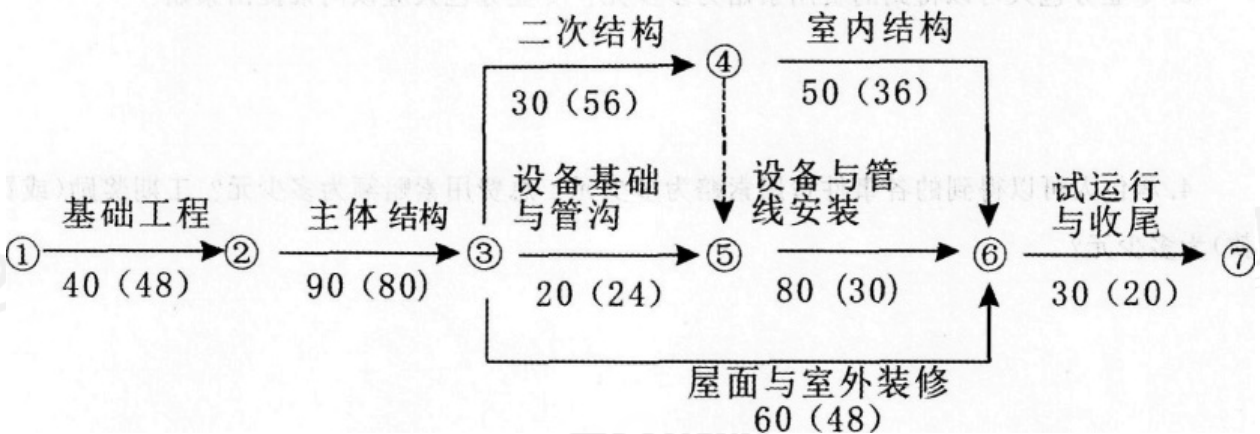 二次结构
④
室内结构
30（56）
50（36）
设备基础
与管沟
设备与管
线安装
试运行
与收尾
基础工程
主体 结构
①
②
③
⑤
⑥
⑦
40（48）
90（80）
20（24）
80（30）
30（20）
屋面与室外装修
60（48）